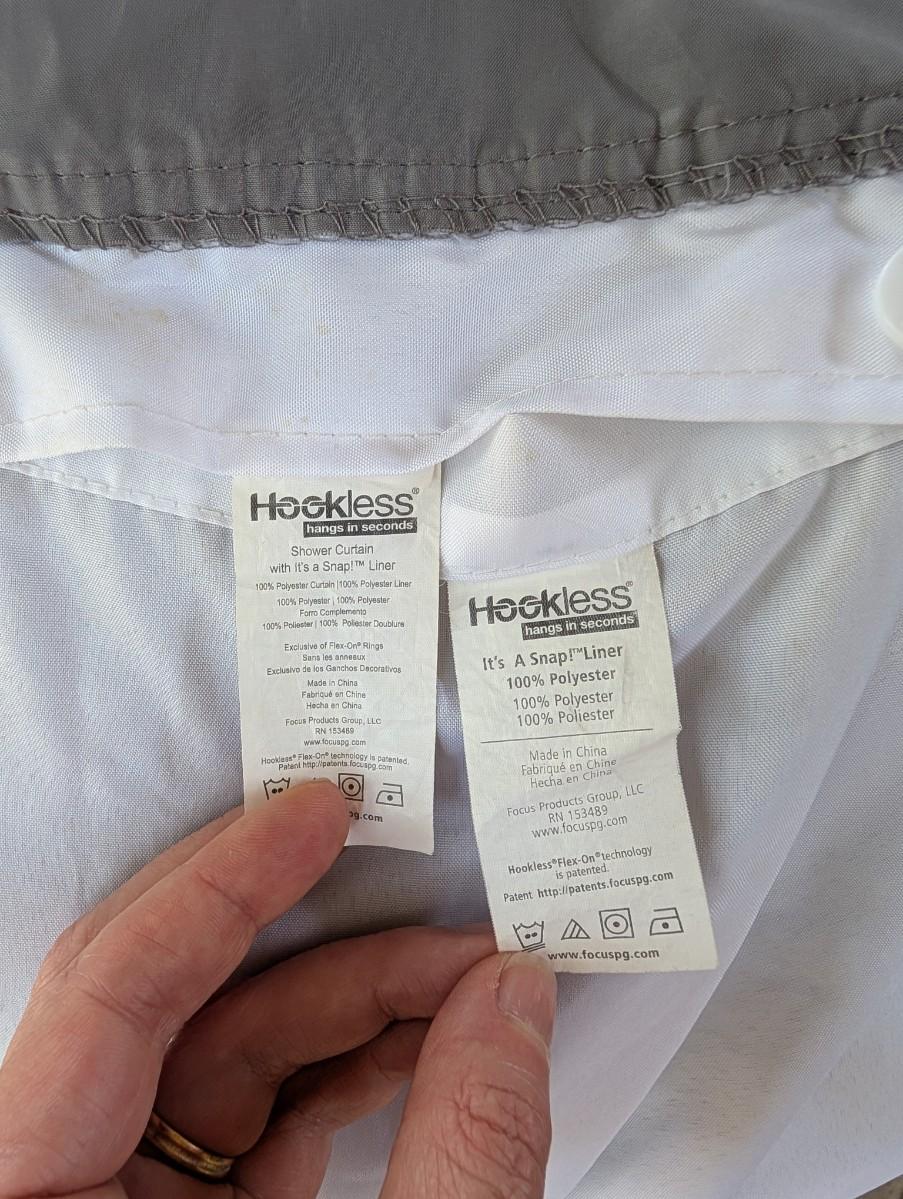 Hookless®
hangs in seconds
Shower Curtain
with It's a Snap!™ Liner
100% Polyester Curtain |100% Polyester Liner
100% Polyester | 100% Polyester
Forro Complemento
100% Poliester | 100% Poliester Doublure
Exclusive of Flex-On® Rings
Sans les anneaux
Exclusivo de los Ganchos Decorativos
Made in China
Fabriqué en Chine
Hecha en China
Focus Products Group, LLC
RN 153489
www.focuspg.com
Hookless® Flex-On® technology is patented.
Patent http://patents.focuspg.com
pg.com
Hookless®
hangs in seconds
It's A Snap!™Liner
100% Polyester
100% Polyester
100% Poliester
Made in China
Fabriqué en Chine
Hecha en China
Focus Products Group, LLC
RN 153489
www.focuspg.com
Hookless®Flex-On®technology
is patented.
Patent http://patents.focuspg.com
www.focuspg.com